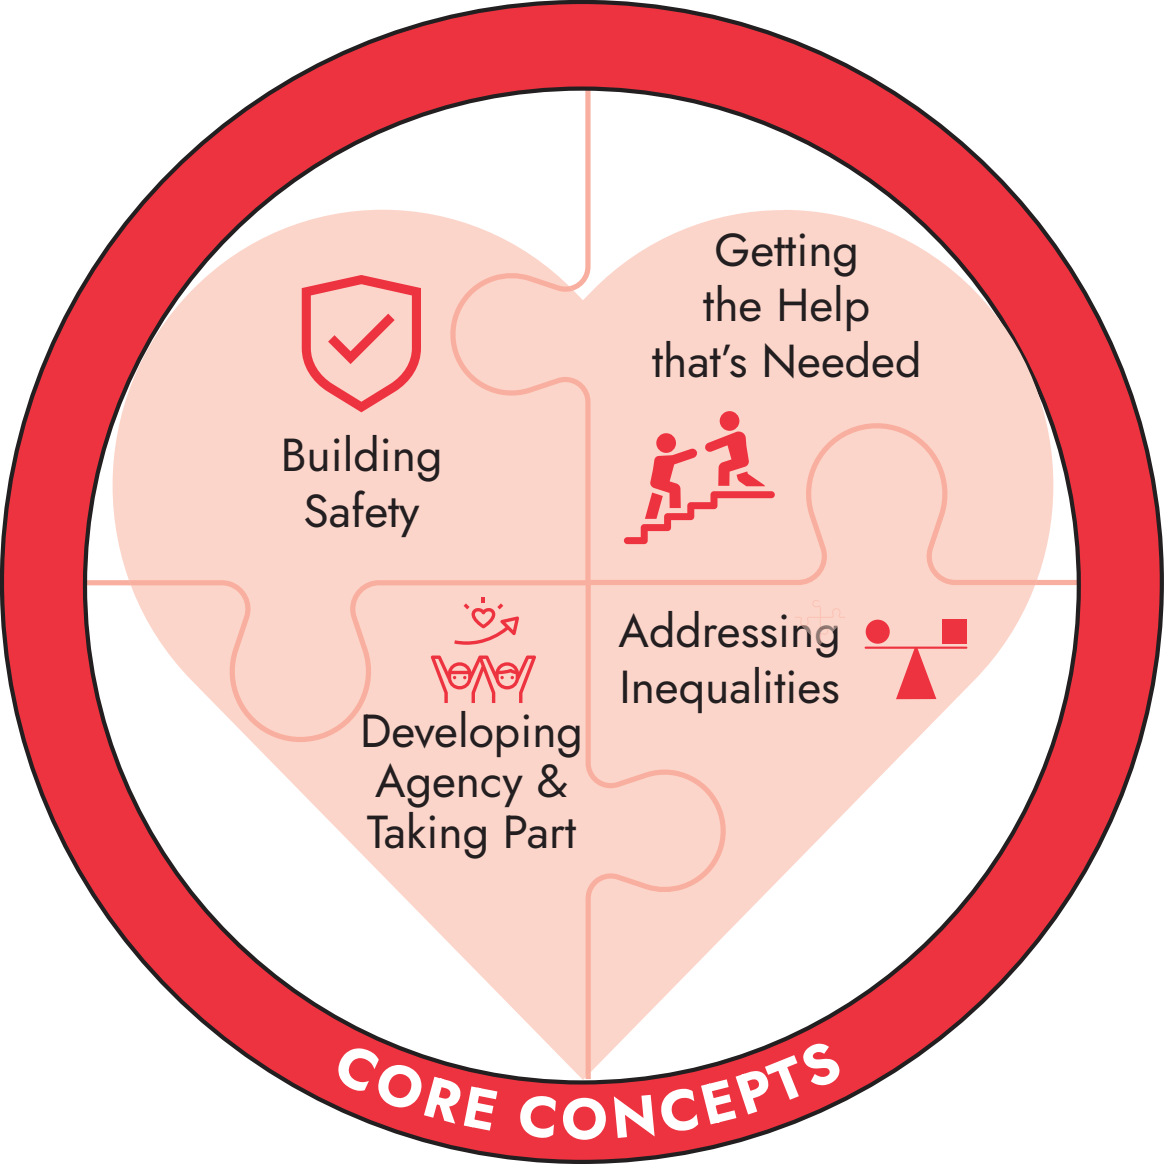 Getting
the Help
that’s Needed
Building
Safety
Addressing
Inequalities
Developing
Agency &
Taking Part
CORE CONCEPTS